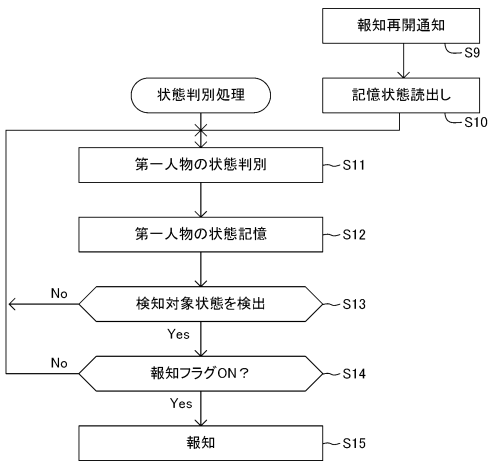 報知再開通知
S9
状態判別処理
記憶状態読出し
S10
第一人物の状態判別
S11
第一人物の状態記憶
S12
No
検知対象状態を検出
S13
Yes
No
報知フラグON?
S14
Yes
報知
S15